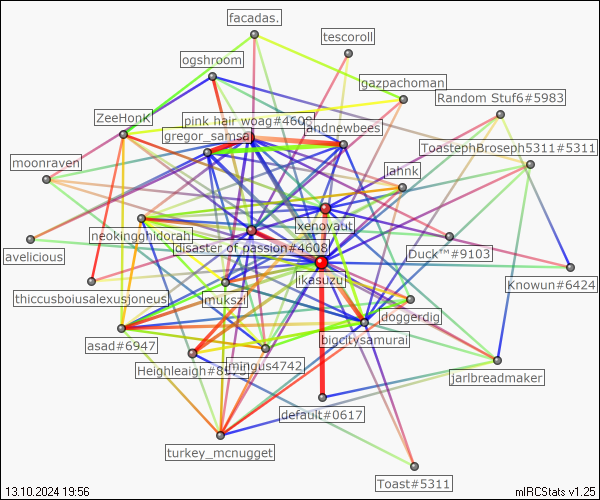 facadas.
tescoroll
ogshroom
gazpachoman
Random Stuf6#5983
ZeeHonK
pink hair woag#4608
andnewbees
gregor_samsa
ToastephBroseph5311#5311
moonraven
lahnk
xenoyaut
neokingghidorah
disaster of passion#4608
avelicious
Duck™#9103
ikasuzu
Knowun#6424
thiccusboiusalexusjoneus
mukszi
doggerdig
bigcitysamurai
asad#6947
mingus4742
Heighleaigh#8
jarlbreadmaker
default#0617
turkey_mcnugget
Toast#5311
13.10.2024 19:56
mIRCStats v1.25